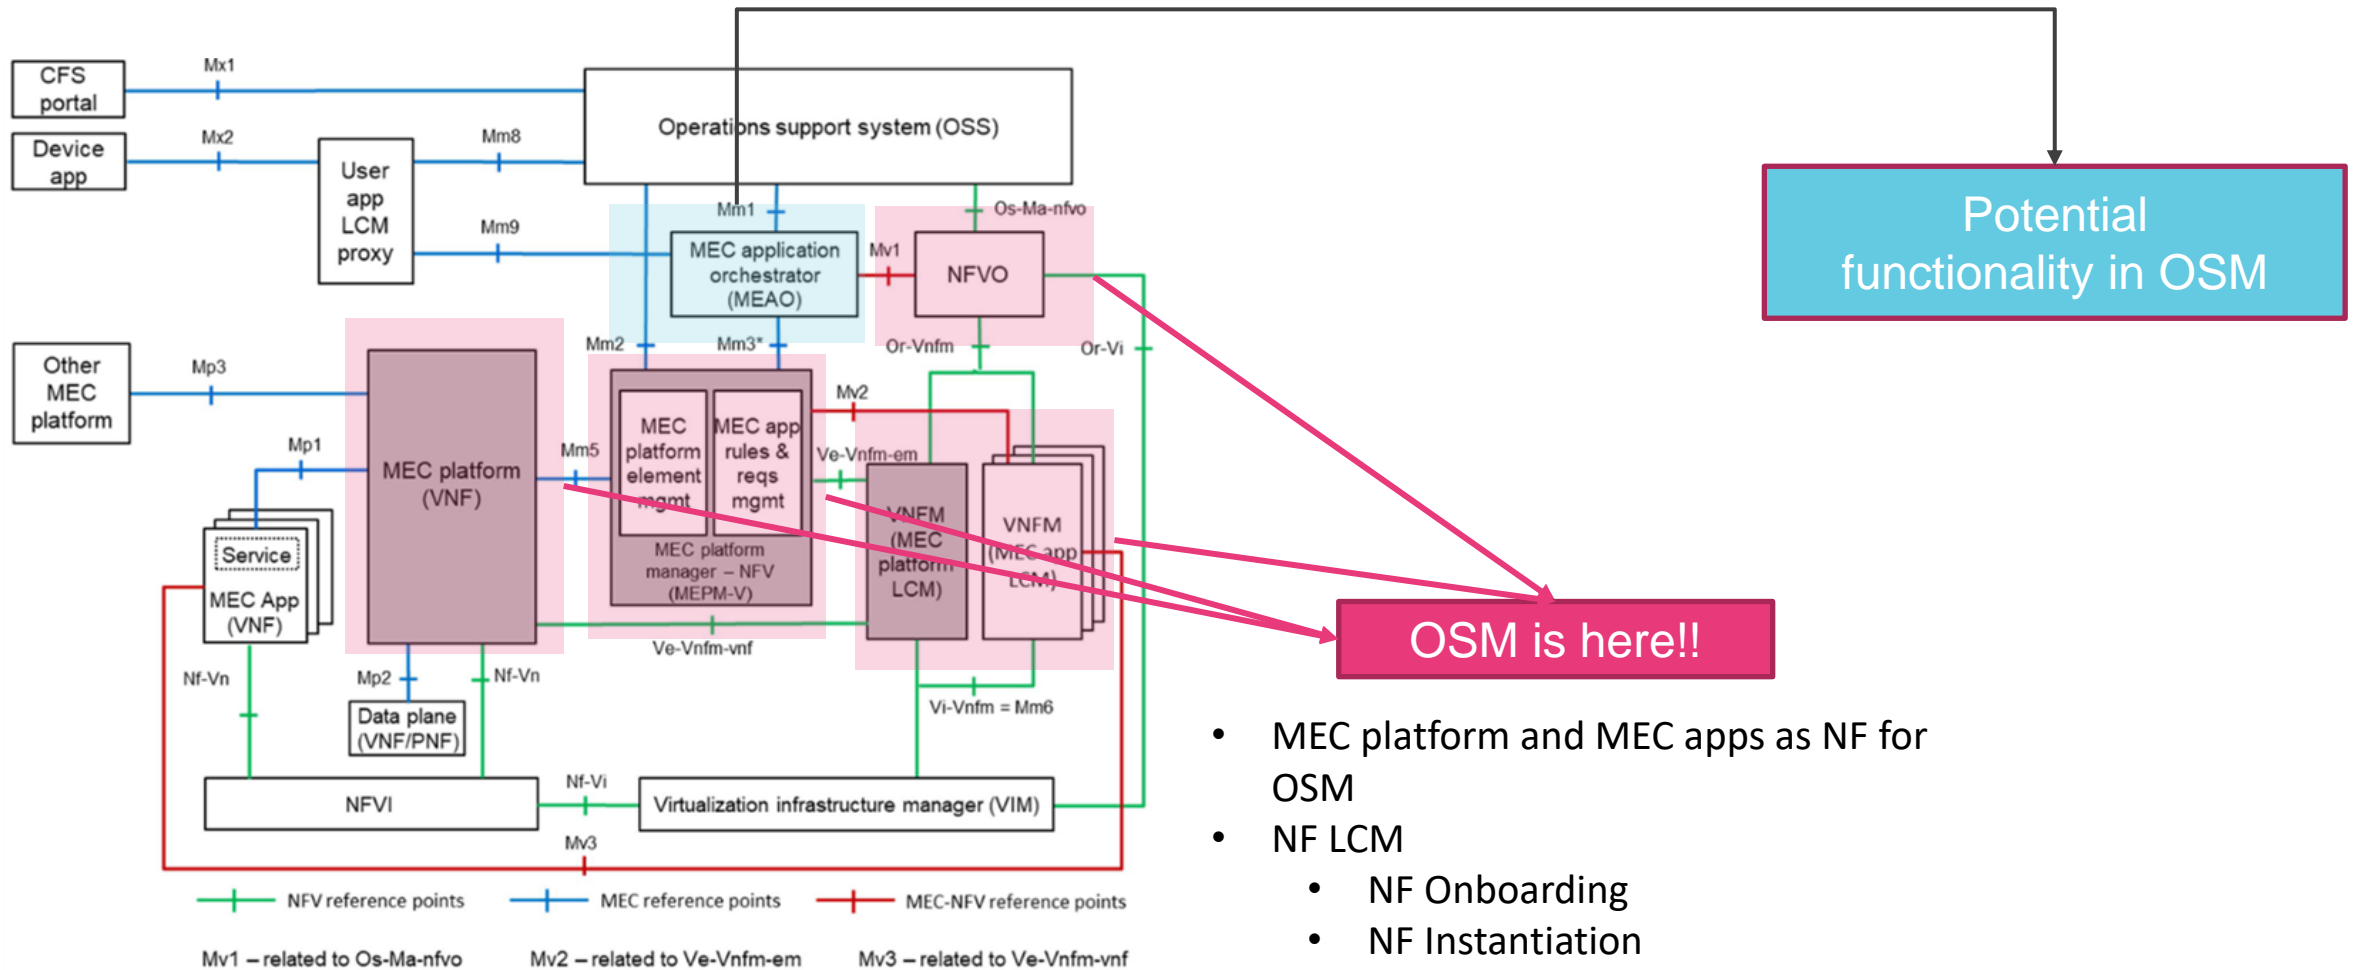 CFS
portal
Mx1
Operations support system (OSS)
Device
app
Mx2
User
app
LCM
proxy
Mm8
Mm9
Mm1
Os-Ma-nfvo
MEC application
orchestrator
(MEAO)
Mv1
NFVO
Potential
functionality in OSM
Other
MEC
platform
Mp3
Mm2
Mm3*
Or-Vnfm
Or-Vi
Mp1
MEC platform
(VNF)
Mm5
MEC
platform
element
mgmt
MEC app
rules &
reqs
mgmt
MEC platform
manager – NFV
(MEPM-V)
Mv2
Ve-Vnfm-em
VNFM
(MEC
platform
LCM)
VNFM
(MEC app
LCM)
Service
MEC App
(VNF)
Ve-Vnfm-vnf
OSM is here!!
Nf-Vn
Mp2
Nf-Vn
Data plane
(VNF/PNF)
Vi-Vnfm = Mm6
NFVI
Nf-Vi
Virtualization infrastructure manager (VIM)
Mv3
NFV reference points
MEC reference points
MEC-NFV reference points
Mv1 – related to Os-Ma-nfvo
Mv2 – related to Ve-Vnfm-em
Mv3 – related to Ve-Vnfm-vnf
• MEC platform and MEC apps as NF for
OSM
• NF LCM
• NF Onboarding
• NF Instantiation